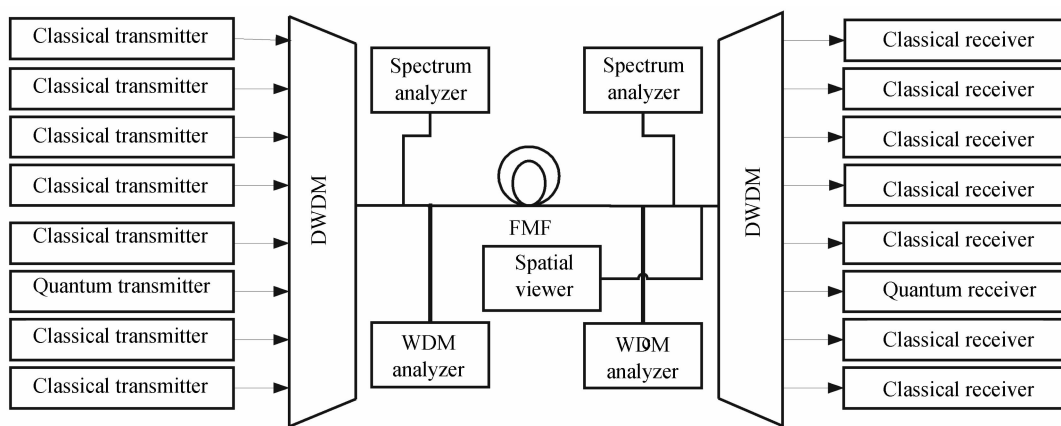 Classical transmitter
Classical transmitter
Classical transmitter
Classical transmitter
Classical transmitter
Quantum transmitter
Classical transmitter
Classical transmitter
DWDM
Spectrum
analyzer
WDM
analyzer
FMF
Spatial
viewer
Spectrum
analyzer
WDM
analyzer
DWDM
Classical receiver
Classical receiver
Classical receiver
Classical receiver
Classical receiver
Quantum receiver
Classical receiver
Classical receiver